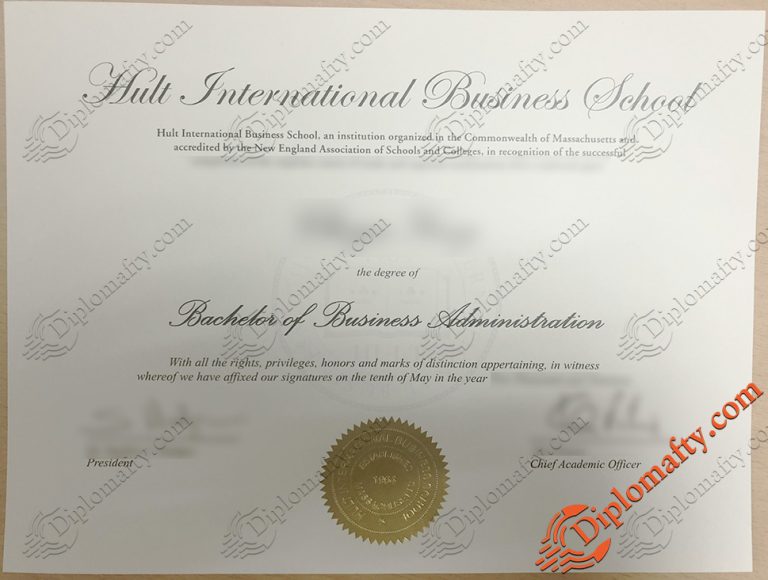 Hult International Business School
Hult International Business School, an institution organized in the Commonwealth of Massachusetts and
accredited by the New England Association of Schools and Colleges, in recognition of the successful
the degree of
Bachelor of Business Administration
With all the rights, privileges, honors and marks of distinction appertaining, in witness
whereof we have affixed our signatures on the tenth of May in the year
President
Chief Academic Officer
Diplomafty.com